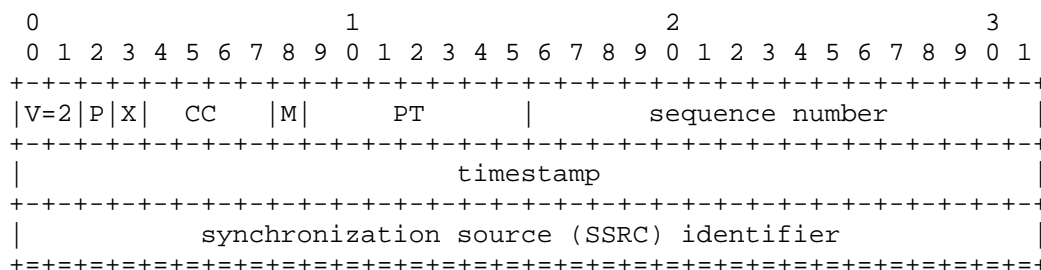 0                   1                   2                   3
 0 1 2 3 4 5 6 7 8 9 0 1 2 3 4 5 6 7 8 9 0 1 2 3 4 5 6 7 8 9 0 1
+-+-+-+-+-+-+-+-+-+-+-+-+-+-+-+-+-+-+-+-+-+-+-+-+-+-+-+-+-+-+-+-+
|V=2|P|X|  CC   |M|     PT      |       sequence number         |
+-+-+-+-+-+-+-+-+-+-+-+-+-+-+-+-+-+-+-+-+-+-+-+-+-+-+-+-+-+-+-+-+
|                           timestamp                           |
+-+-+-+-+-+-+-+-+-+-+-+-+-+-+-+-+-+-+-+-+-+-+-+-+-+-+-+-+-+-+-+-+
|           synchronization source (SSRC) identifier            |
+=+=+=+=+=+=+=+=+=+=+=+=+=+=+=+=+=+=+=+=+=+=+=+=+=+=+=+=+=+=+=+=+